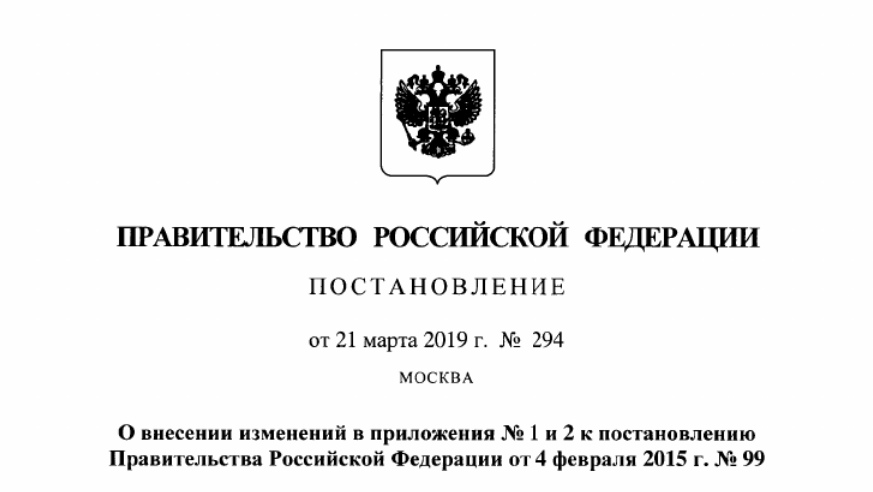 ПРАВИТЕЛЬСТВО РОССИЙСКОЙ ФЕДЕРАЦИИ
ПОСТАНОВЛЕНИЕ
от 21 марта 2019 г. № 294
МОСКВА
О внесении изменений в приложения № 1 и 2 к постановлению
Правительства Российской Федерации от 4 февраля 2015 г. № 99